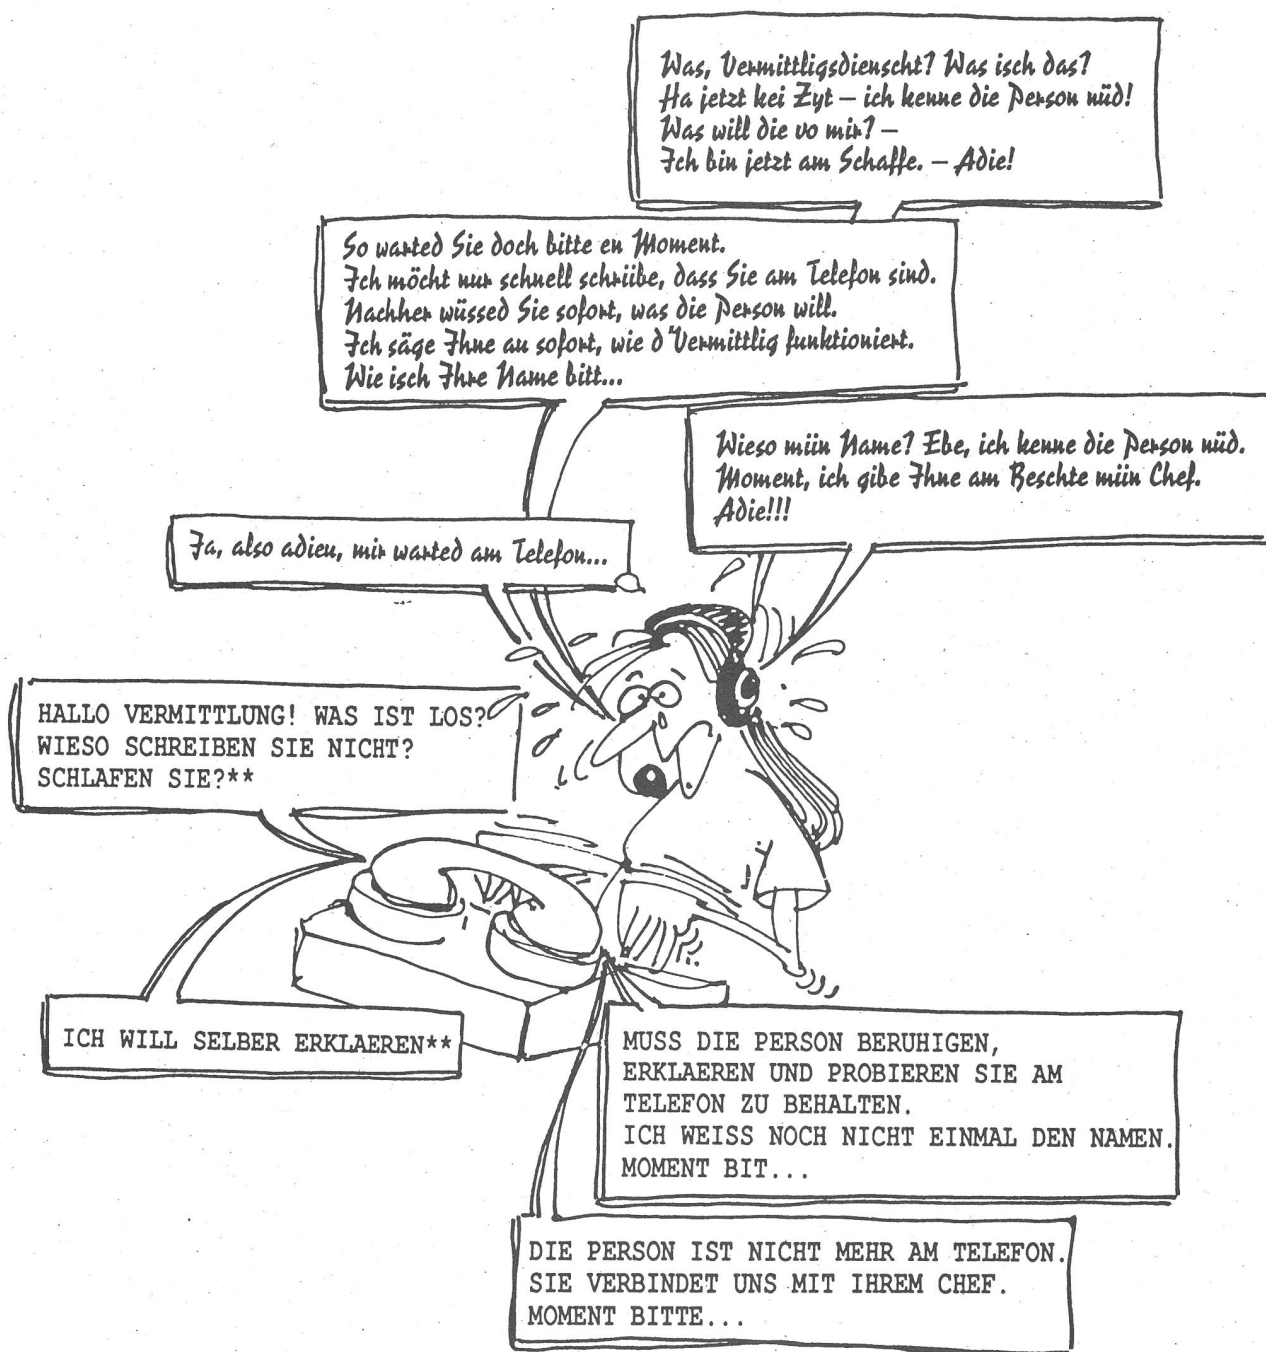 Was, Vermittligsdienscht? Was isch das?
Ha jetzt kei Zyt – ich kenne die Person nüd!
Was will die vo mir? –
Ich bin jetzt am Schaffe. – Adie!
So warted Sie doch bitte en Moment.
Ich möcht nur schnell schriibe, dass Sie am Telefon sind.
Nachher wüssed Sie sofort, was die Person will.
Ich säge Ihne au sofort, wie d'Vermittlig funktioniert.
Wie isch Ihre Name bitt...
Wieso miin Name? Ebe, ich kenne die Person nüd.
Moment, ich gibe Ihne am Beschte miin Chef.
Adie!!!
Ja, also adieu, mir warted am Telefon...
HALLO VERMITTLUNG! WAS IST LOS?
WIESO SCHREIBEN SIE NICHT?
SCHLAFEN SIE?**
ICH WILL SELBER ERKLAEREN**
MUSS DIE PERSON BERUHIGEN,
ERKLAEREN UND PROBIEREN SIE AM
TELEFON ZU BEHALTEN.
ICH WEISS NOCH NICHT EINMAL DEN NAMEN.
MOMENT BIT...
DIE PERSON IST NICHT MEHR AM TELEFON.
SIE VERBINDET UNS MIT IHREM CHEF.
MOMENT BITTE...